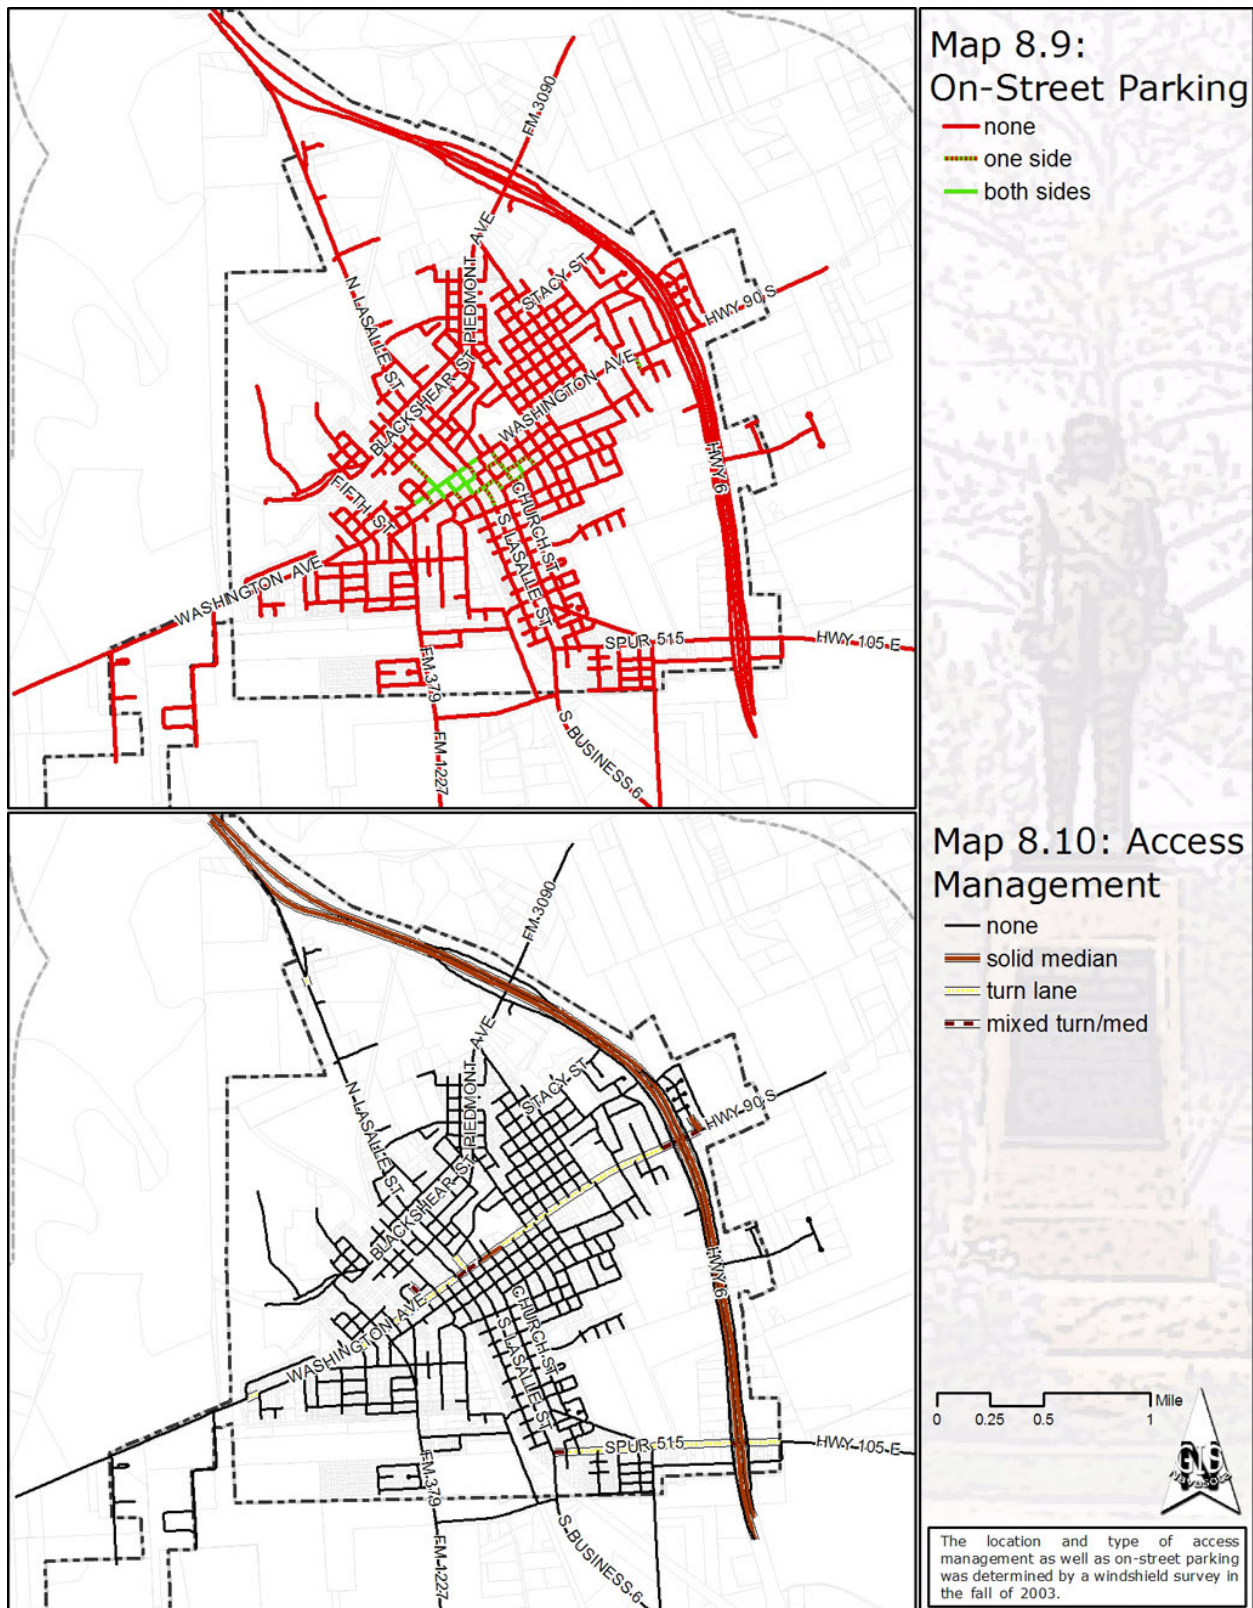 Map 8.9:
On-Street Parking
none
one side
both sides
FM 3090
PIEDMONT AVE
STACY ST
HWY 90 S
N LASALLE ST
BLACKSHEAR ST
WASHINGTON AVE
HWY 6
FIFTH ST
CHURCH ST
S LASALLE ST
WASHINGTON AVE
SPUR 515
HWY 105 E
FM 379
FM 1227
S BUSINESS 6
Map 8.10: Access
Management
none
solid median
turn lane
mixed turn/med
FM 3090
PIEDMONT AVE
STACY ST
HWY 90 S
N LASALLE ST
BLACKSHEAR ST
HWY 6
WASHINGTON AVE
CHURCH ST
S LASALLE ST
SPUR 515
HWY 105 E
FM 379
FM 1227
S BUSINESS 6
Mile
0 0.25 0.5 1
GIS
Navasota
N
The location and type of access
management as well as on-street parking
was determined by a windshield survey in
the fall of 2003.